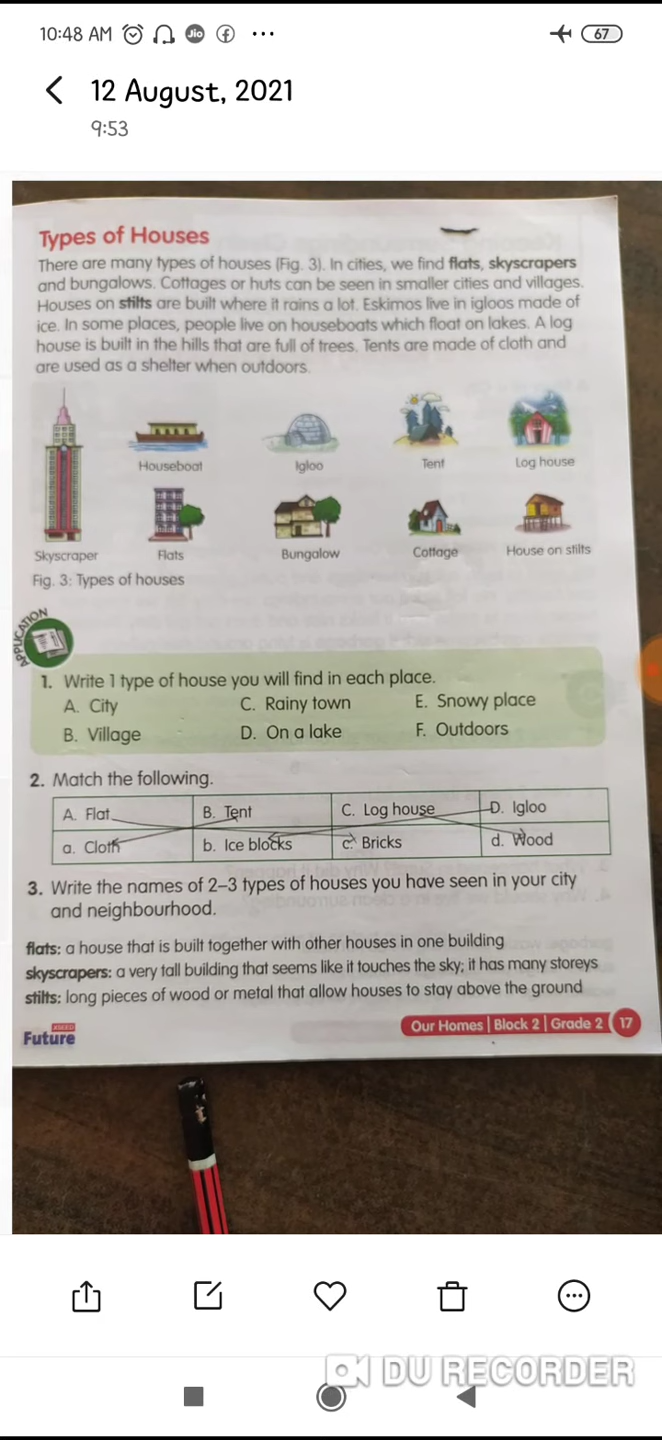 10:48 AM Jio ... 67
12 August, 2021
9:53
Types of Houses
There are many types of houses (Fig. 3). In cities, we find flats, skyscrapers
and bungalows. Cottages or huts can be seen in smaller cities and villages.
Houses on stilts are built where it rains a lot. Eskimos live in igloos made of
ice. In some places, people live on houseboats which float on lakes. A log
house is built in the hills that are full of trees. Tents are made of cloth and
are used as a shelter when outdoors.
Houseboat Igloo Tent Log house
Skyscraper Flats Bungalow Cottage House on stilts
Fig. 3: Types of houses
APPLICATION
1. Write 1 type of house you will find in each place.
A. City C. Rainy town E. Snowy place
B. Village D. On a lake F. Outdoors
2. Match the following.
A. Flat B. Tent C. Log house D. Igloo
a. Cloth b. Ice blocks c. Bricks d. Wood
3. Write the names of 2–3 types of houses you have seen in your city
and neighbourhood.
flats: a house that is built together with other houses in one building
skyscrapers: a very tall building that seems like it touches the sky; it has many storeys
stilts: long pieces of wood or metal that allow houses to stay above the ground
Future
Our Homes | Block 2 | Grade 2 | 17
DU RECORDER